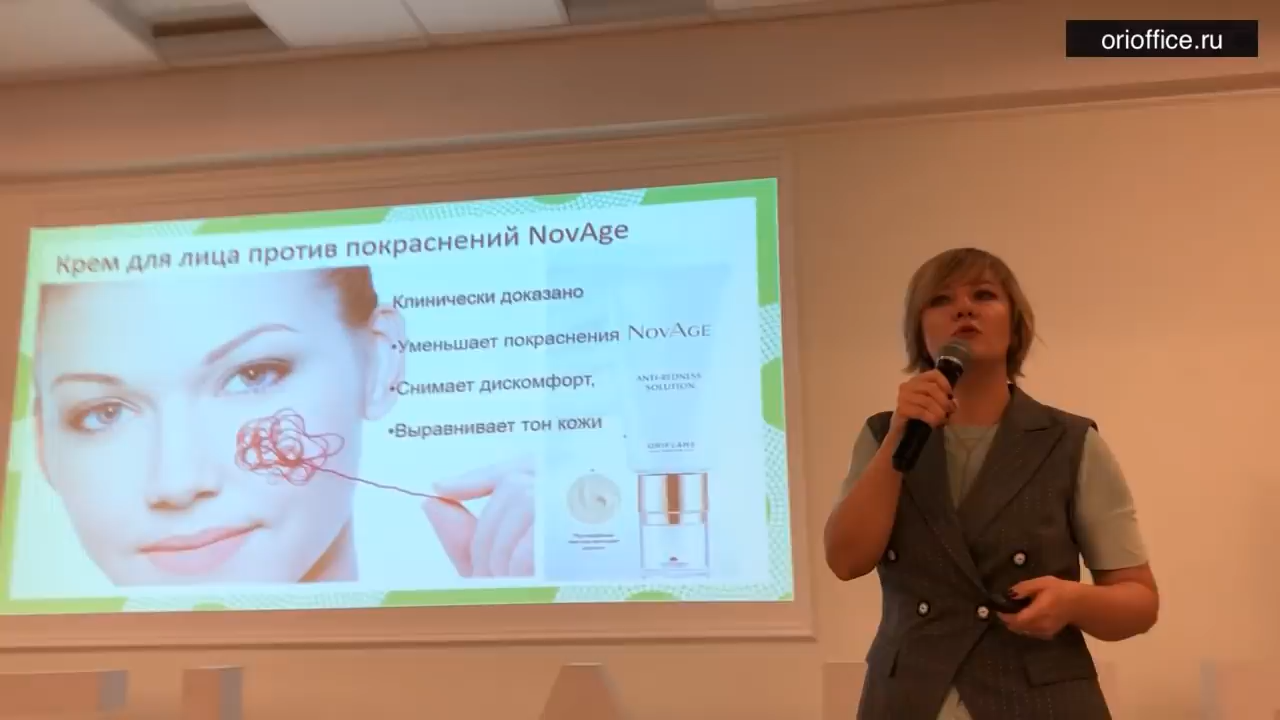 orioffice.ru
Крем для лица против покраснений NovAge
Клинически доказано
•Уменьшает покраснения
•Снимает дискомфорт,
•Выравнивает тон кожи
NOVAGE
ANTI-REDNESS
SOLUTION
ORIFLAME